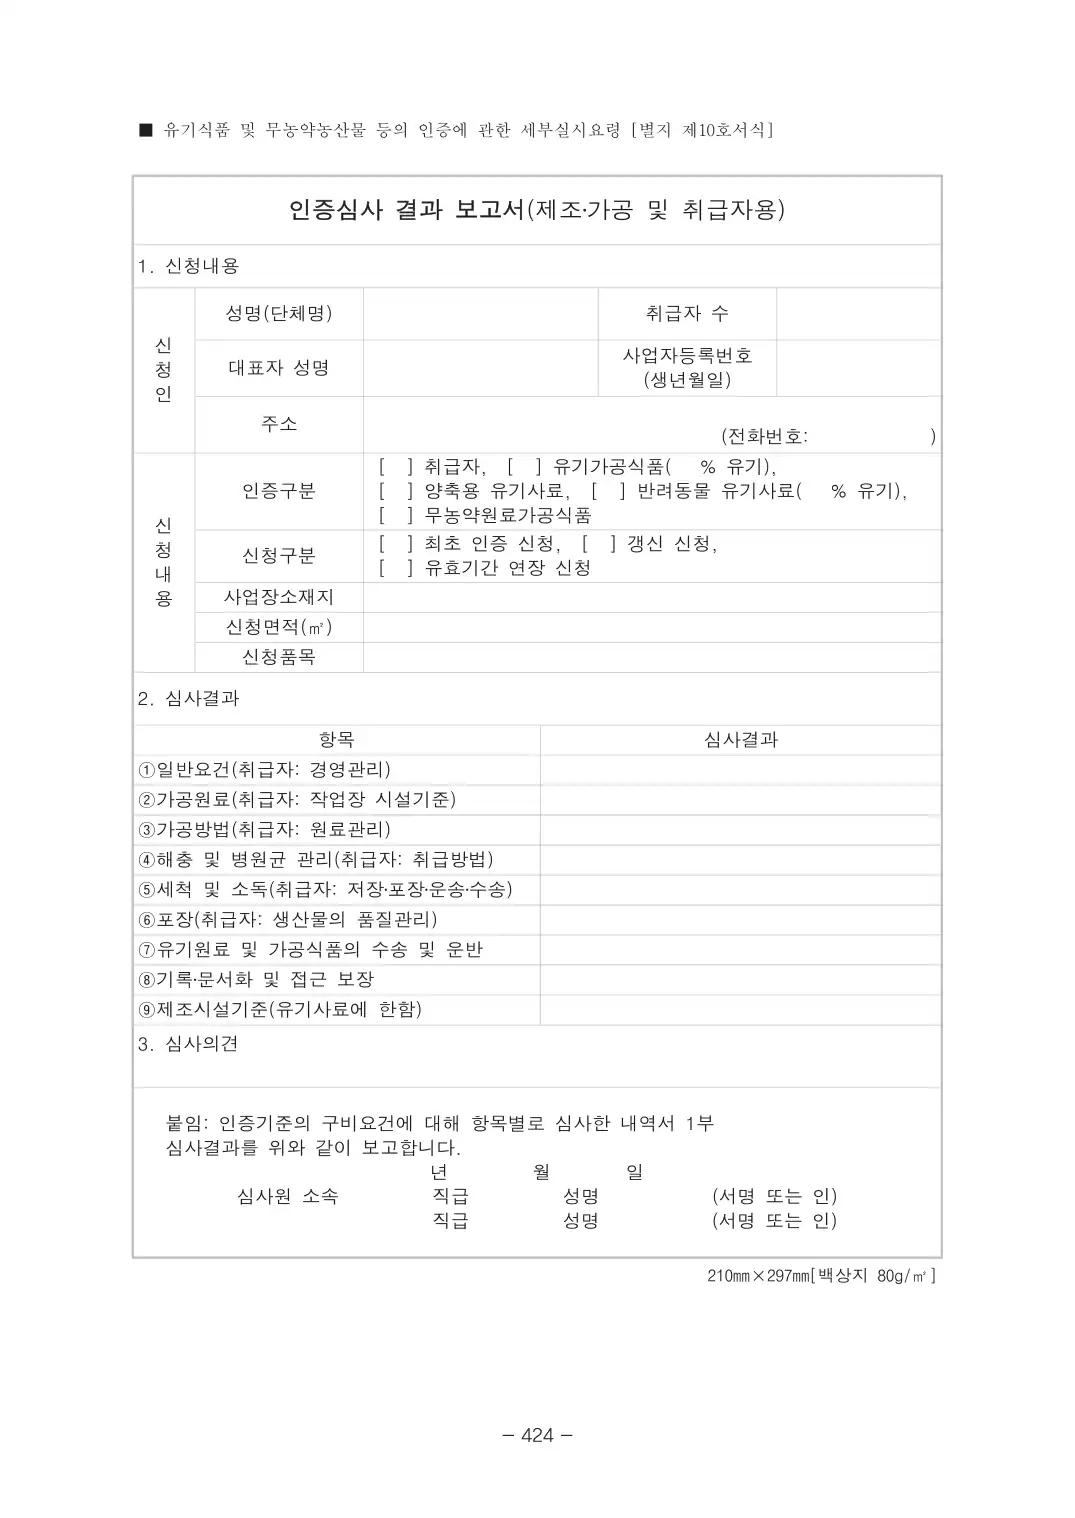 ■ 유기식품 및 무농약농산물 등의 인증에 관한 세부실시요령 [별지 제10호서식]
인증심사 결과 보고서(제조·가공 및 취급자용)
1. 신청내용
신청인
성명(단체명)
취급자 수
대표자 성명
사업자등록번호
(생년월일)
주소
(전화번호: )
신청내용
인증구분
[ ] 취급자, [ ] 유기가공식품( % 유기),
[ ] 양축용 유기사료, [ ] 반려동물 유기사료( % 유기),
[ ] 무농약원료가공식품
신청구분
[ ] 최초 인증 신청, [ ] 갱신 신청,
[ ] 유효기간 연장 신청
사업장소재지
신청면적(㎡)
신청품목
2. 심사결과
항목 심사결과
①일반요건(취급자: 경영관리)
②가공원료(취급자: 작업장 시설기준)
③가공방법(취급자: 원료관리)
④해충 및 병원균 관리(취급자: 취급방법)
⑤세척 및 소독(취급자: 저장·포장·운송·수송)
⑥포장(취급자: 생산물의 품질관리)
⑦유기원료 및 가공식품의 수송 및 운반
⑧기록·문서화 및 접근 보장
⑨제조시설기준(유기사료에 한함)
3. 심사의견
붙임: 인증기준의 구비요건에 대해 항목별로 심사한 내역서 1부
심사결과를 위와 같이 보고합니다.
년 월 일
심사원 소속 직급 성명 (서명 또는 인)
직급 성명 (서명 또는 인)
210㎜×297㎜[백상지 80g/㎡]
- 424 -